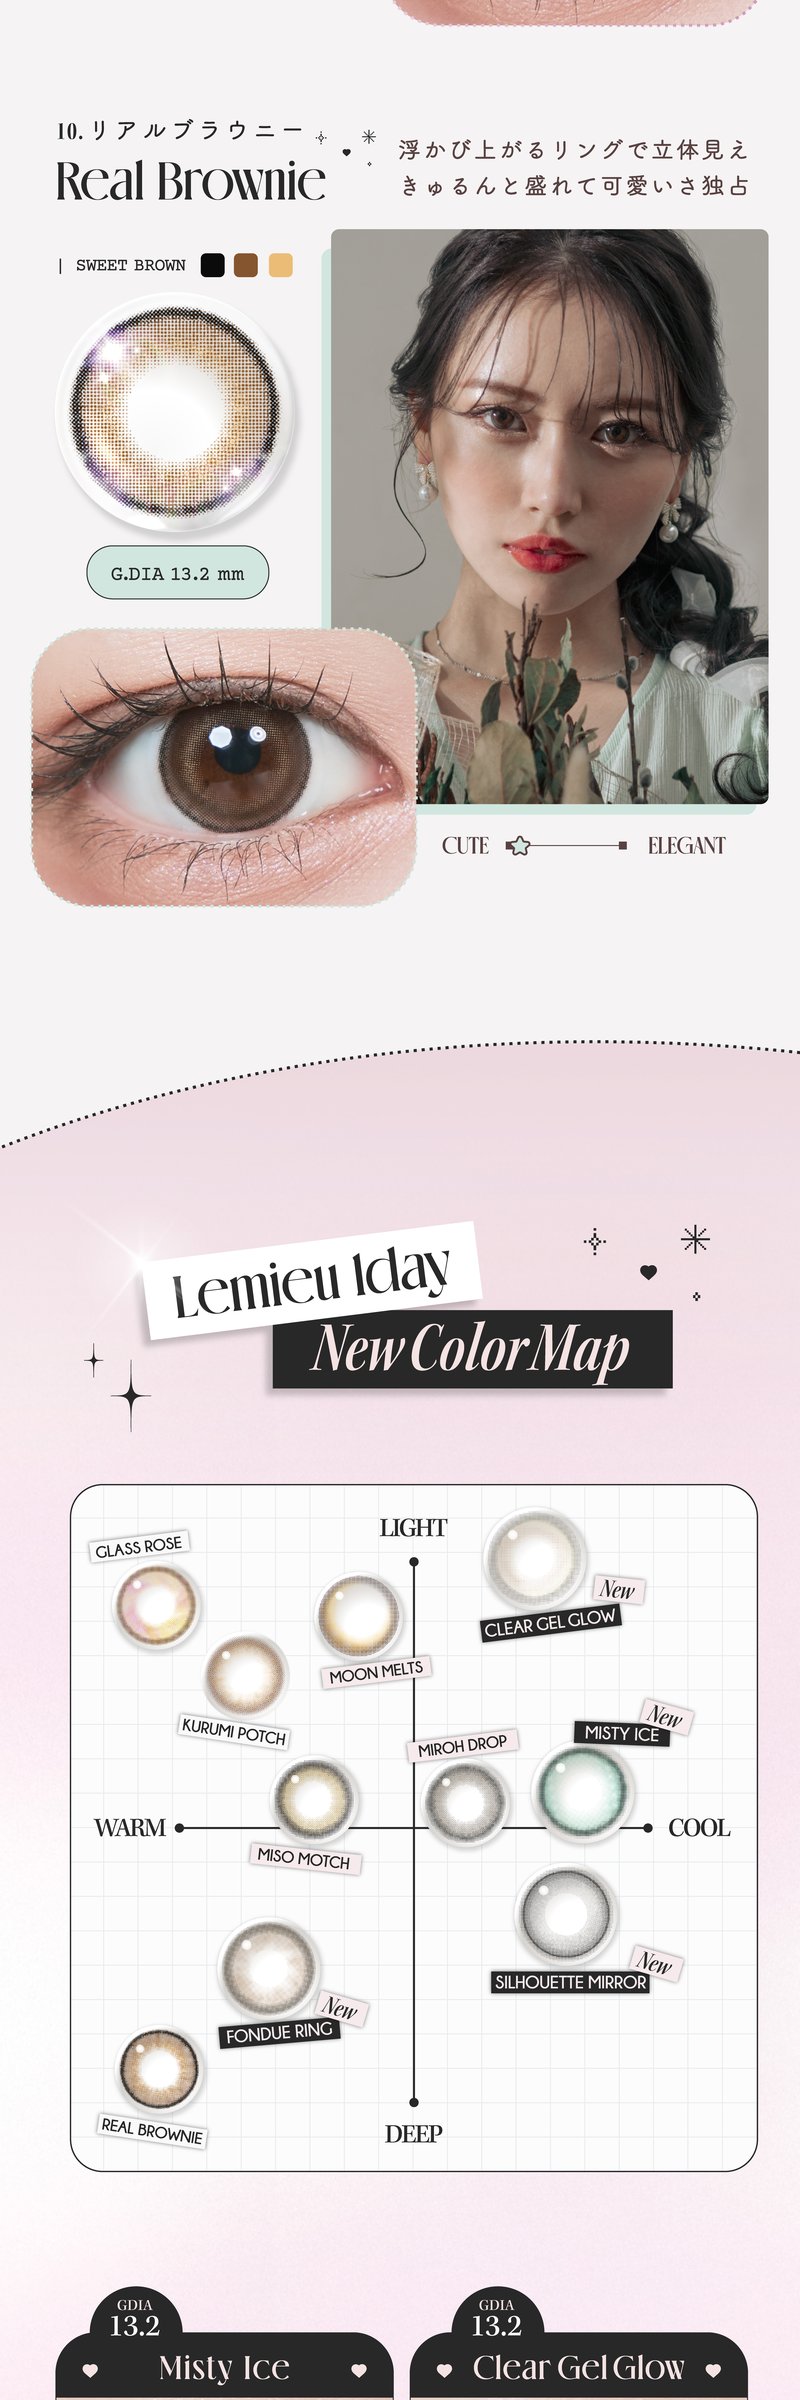 10. リアルブラウニー
Real Brownie
浮かび上がるリングで立体見え
きゅるんと盛れて可愛いさ独占
| SWEET BROWN
G.DIA 13.2 mm
CUTE ELEGANT
Lemieu 1day
New Color Map
LIGHT
GLASS ROSE
New
CLEAR GEL GLOW
MOON MELTS
KURUMI POTCH
New
MISTY ICE
MIROH DROP
WARM COOL
MISO MOTCH
New
SILHOUETTE MIRROR
New
FONDUE RING
REAL BROWNIE
DEEP
GDIA
13.2
Misty Ice
GDIA
13.2
Clear Gel Glow